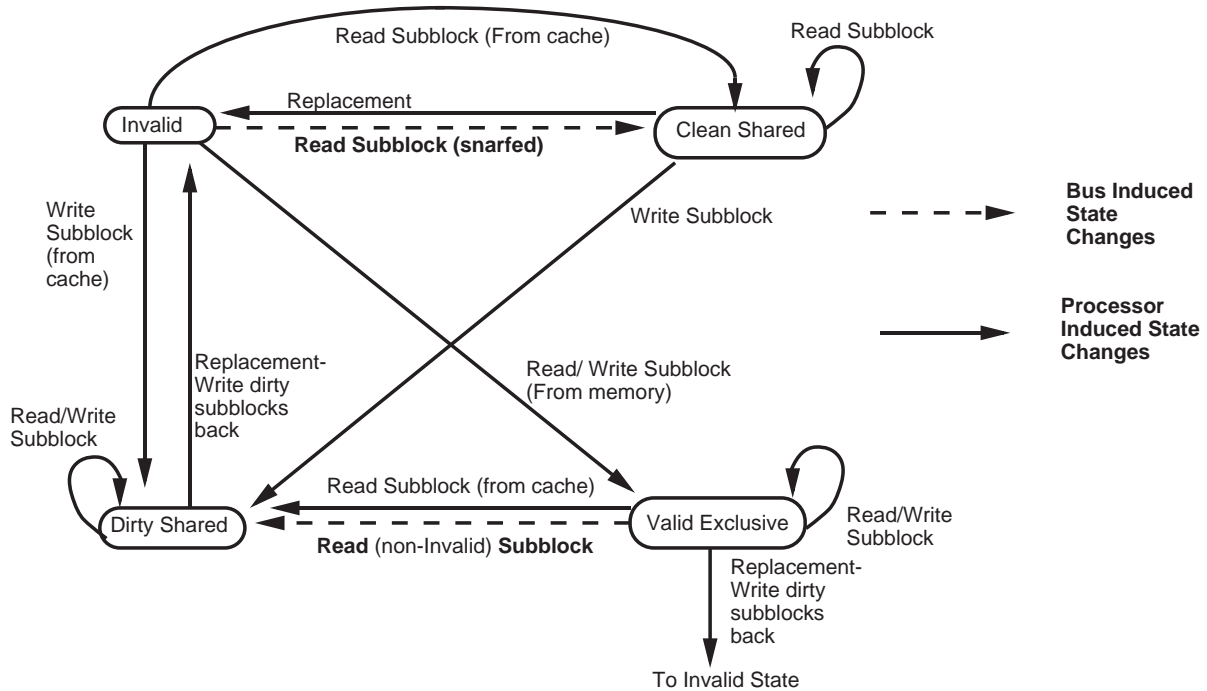 Read Subblock (From cache)
Read Subblock
Replacement
Invalid
Clean Shared
Read Subblock (snarfed)
Write
Subblock
(from
cache)
Write Subblock
Bus Induced
State
Changes
Processor
Induced State
Changes
Replacement-
Write dirty
subblocks
back
Read/ Write Subblock
(From memory)
Read/Write
Subblock
Read Subblock (from cache)
Dirty Shared
Valid Exclusive
Read/Write
Subblock
Read (non-Invalid) Subblock
Replacement-
Write dirty
subblocks
back
To Invalid State